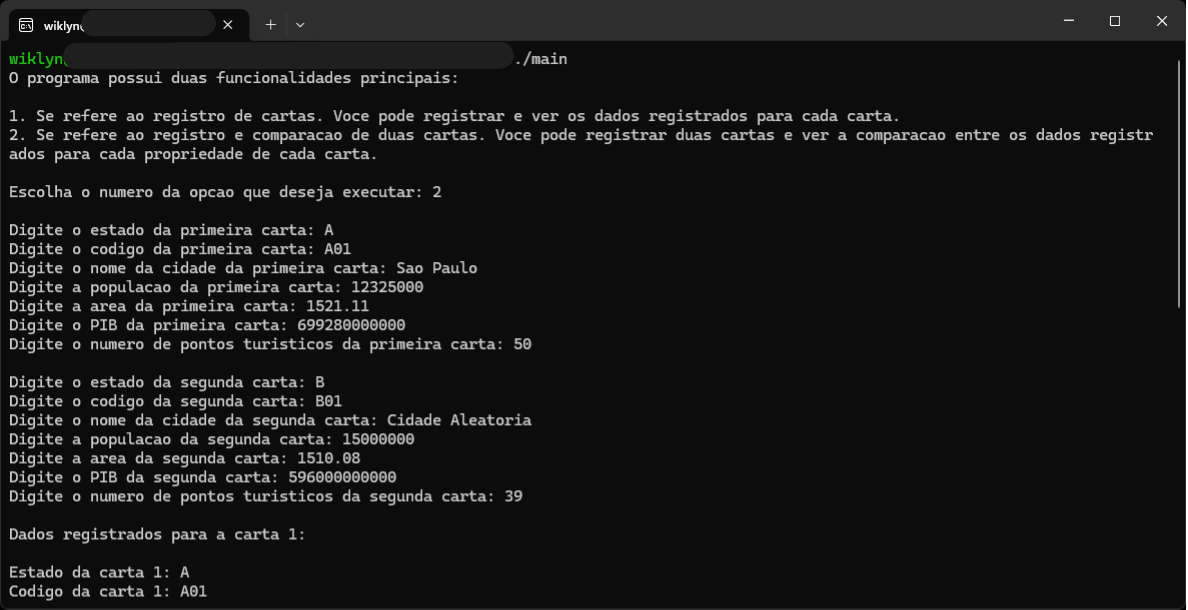 wiklyn
wiklyn ./main
O programa possui duas funcionalidades principais:
1. Se refere ao registro de cartas. Voce pode registrar e ver os dados registrados para cada carta.
2. Se refere ao registro e comparacao de duas cartas. Voce pode registrar duas cartas e ver a comparacao entre os dados registr
ados para cada propriedade de cada carta.
Escolha o numero da opcao que deseja executar: 2
Digite o estado da primeira carta: A
Digite o codigo da primeira carta: A01
Digite o nome da cidade da primeira carta: Sao Paulo
Digite a populacao da primeira carta: 12325000
Digite a area da primeira carta: 1521.11
Digite o PIB da primeira carta: 699280000000
Digite o numero de pontos turisticos da primeira carta: 50
Digite o estado da segunda carta: B
Digite o codigo da segunda carta: B01
Digite o nome da cidade da segunda carta: Cidade Aleatoria
Digite a populacao da segunda carta: 15000000
Digite a area da segunda carta: 1510.08
Digite o PIB da segunda carta: 596000000000
Digite o numero de pontos turisticos da segunda carta: 39
Dados registrados para a carta 1:
Estado da carta 1: A
Codigo da carta 1: A01